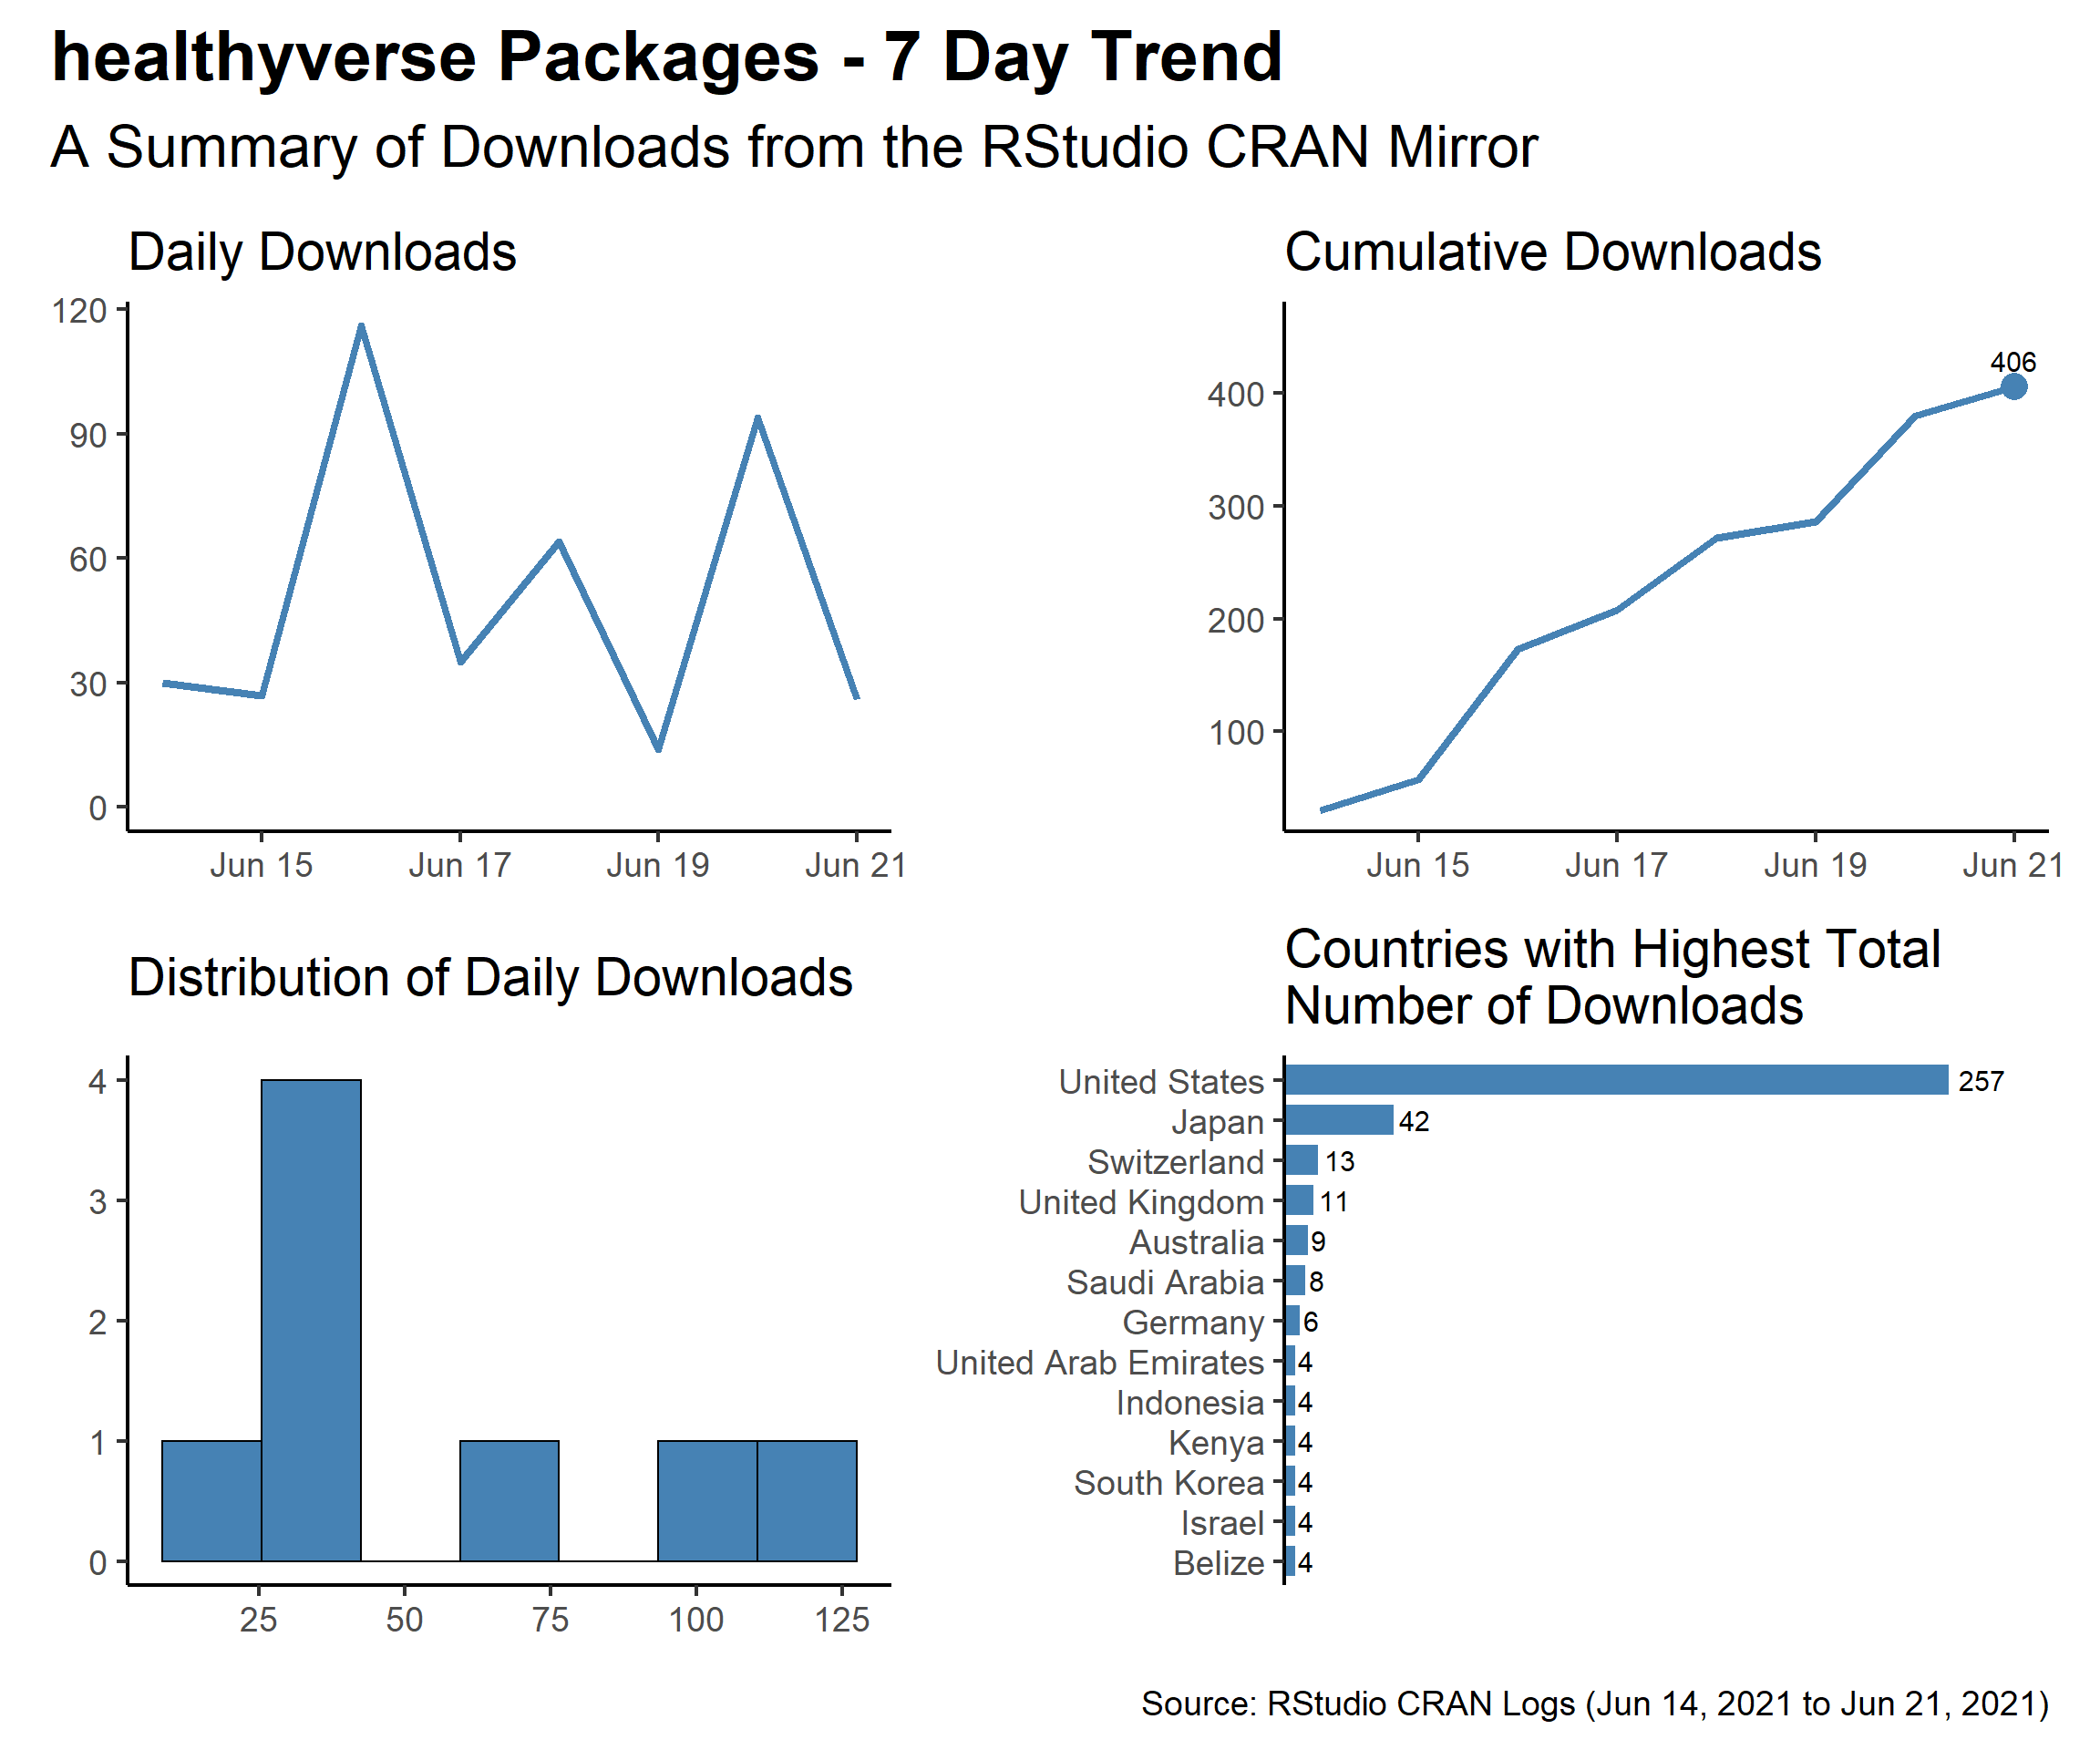 healthyverse Packages - 7 Day Trend
A Summary of Downloads from the RStudio CRAN Mirror
Daily Downloads
120
90
60
30
0
Jun 15 Jun 17 Jun 19 Jun 21
Cumulative Downloads
406
400
300
200
100
Jun 15 Jun 17 Jun 19 Jun 21
Distribution of Daily Downloads
4
3
2
1
0
25 50 75 100 125
Countries with Highest Total
Number of Downloads
United States 257
Japan 42
Switzerland 13
United Kingdom 11
Australia 9
Saudi Arabia 8
Germany 6
United Arab Emirates 4
Indonesia 4
Kenya 4
South Korea 4
Israel 4
Belize 4
Source: RStudio CRAN Logs (Jun 14, 2021 to Jun 21, 2021)